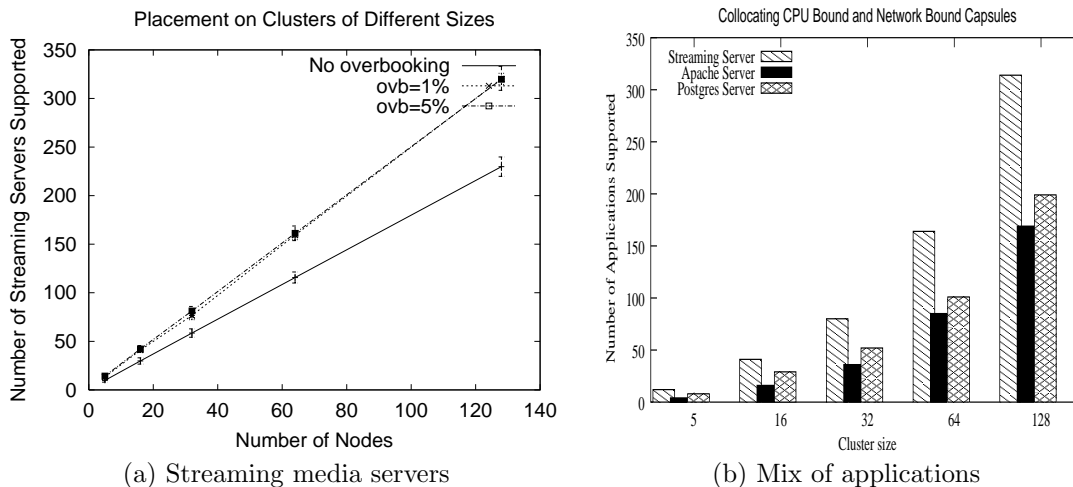 Placement on Clusters of Different Sizes
Number of Streaming Servers Supported
350
300
250
200
150
100
50
0
No overbooking
ovb=1%
ovb=5%
0 20 40 60 80 100 120 140
Number of Nodes
(a) Streaming media servers
Collocating CPU Bound and Network Bound Capsules
Number of Applications Supported
350
300
250
200
150
100
50
0
Streaming Server
Apache Server
Postgres Server
5 16 32 64 128
Cluster size
(b) Mix of applications